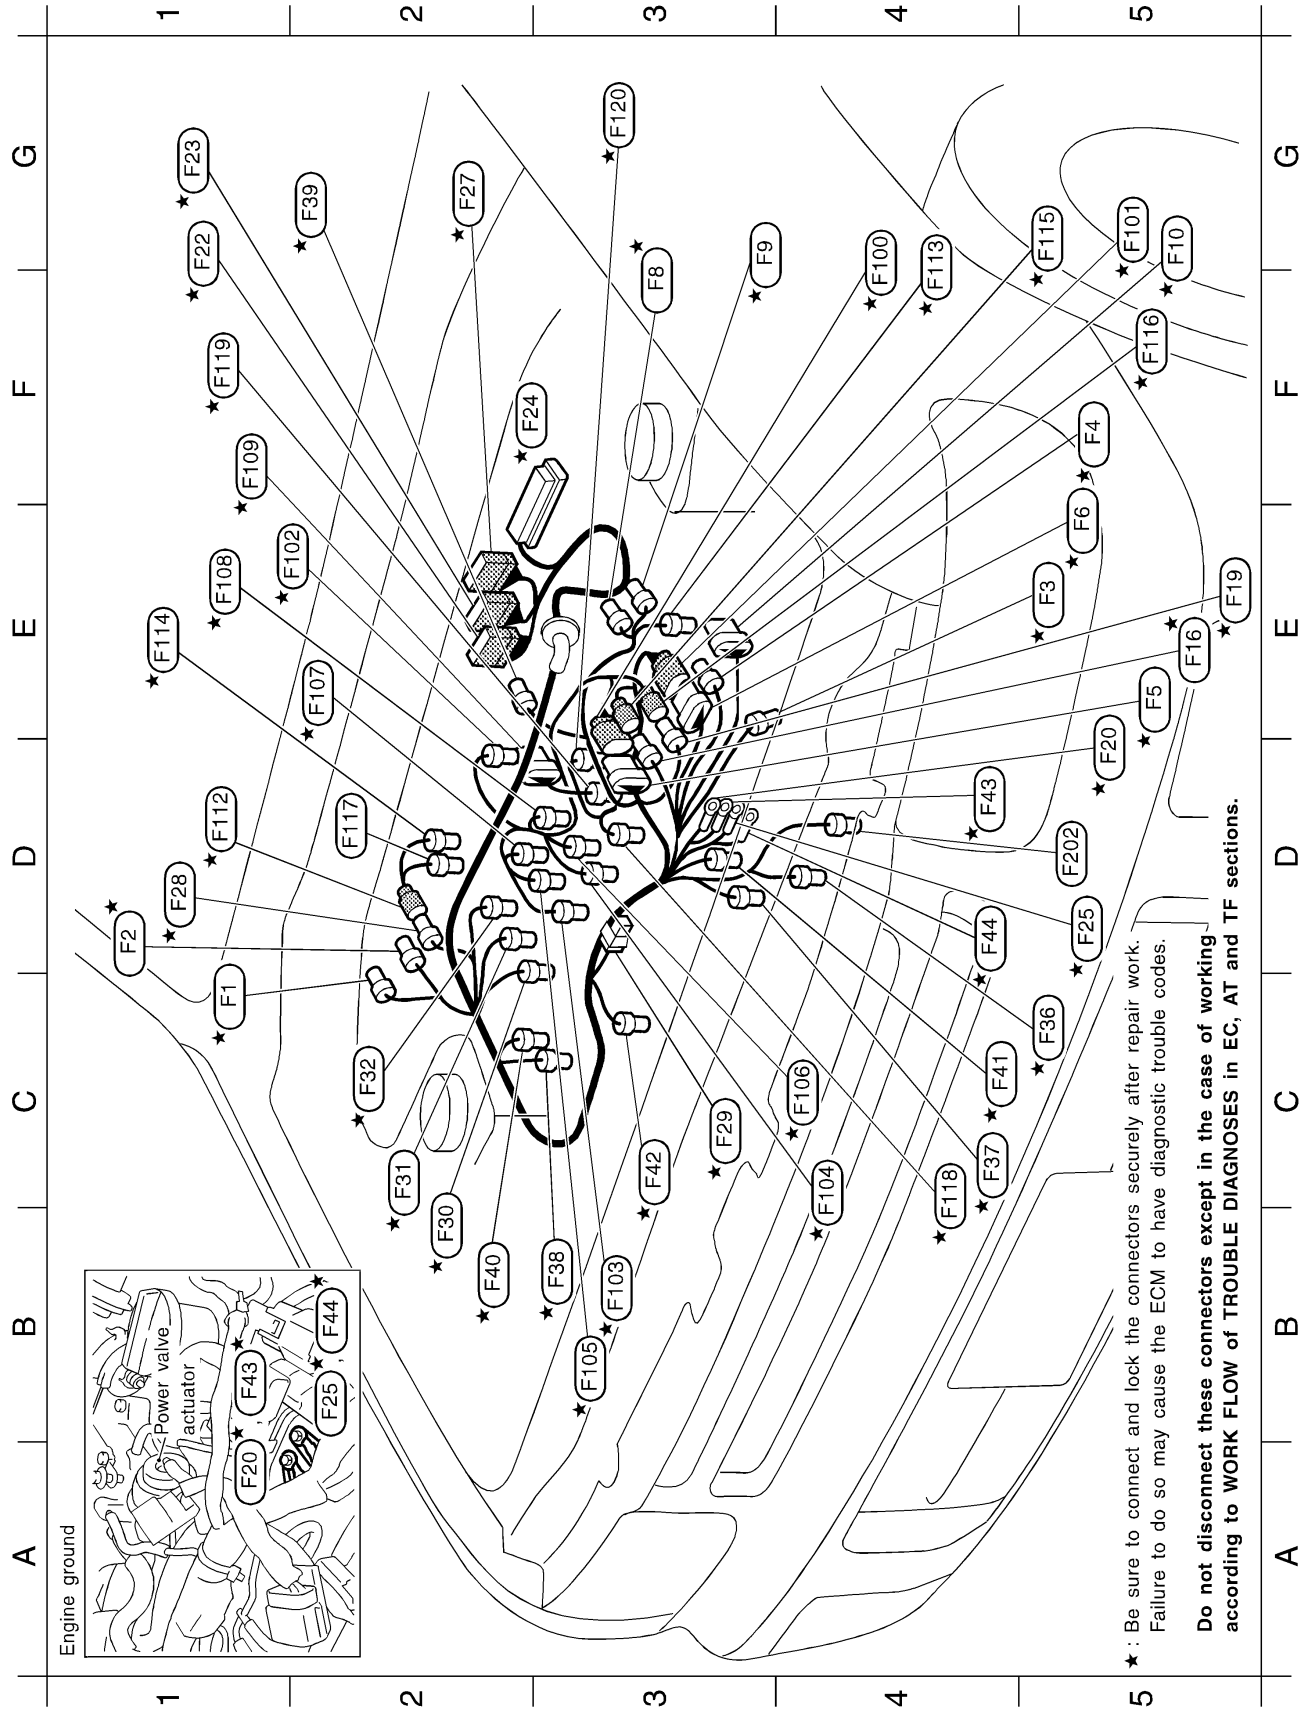 1
2
3
4
5
G
F
E
D
C
B
A
F23
F22
F39
F27
F120
F119
F8
F9
F100
F113
F115
F101
F10
F116
F109
F24
F4
F108
F102
F6
F114
F3
F19
F107
F16
F5
F20
F112
F117
F43
F28
F202
F2
F1
F44
F25
F32
F36
F31
F106
F41
F30
F29
F42
F104
F37
F118
F40
F38
F103
F105
Engine ground
Power valve
actuator
F44
★
F43
★
,
F25
★
,
F20
★
★ : Be sure to connect and lock the connectors securely after repair work.
Failure to do so may cause the ECM to have diagnostic trouble codes.
Do not disconnect these connectors except in the case of working
according to WORK FLOW of TROUBLE DIAGNOSES in EC, AT and TF sections.
1
2
3
4
5
G
F
E
D
C
B
A